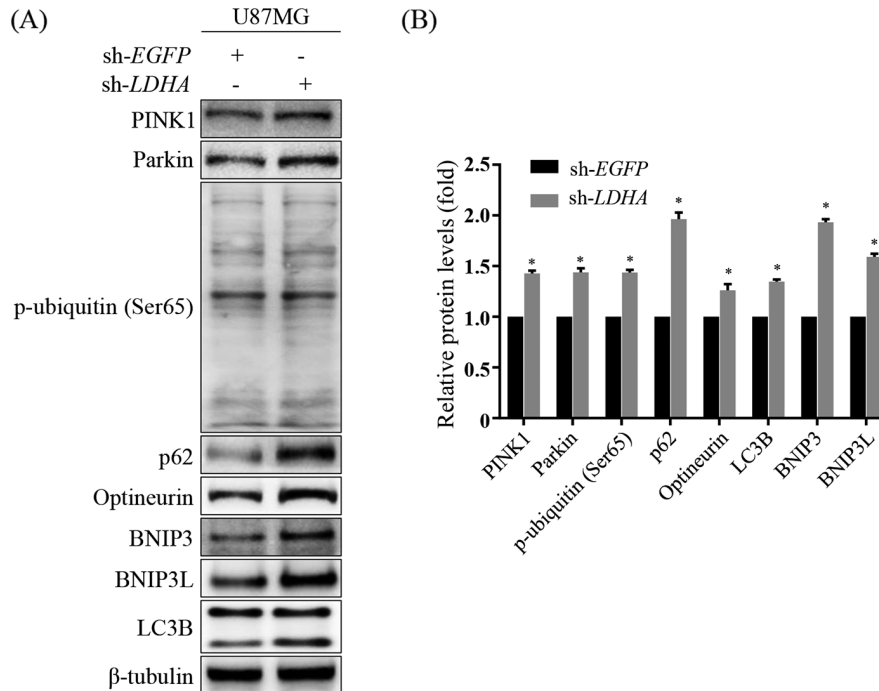 (A)
U87MG
sh-EGFP + -
sh-LDHA - +
PINK1
Parkin
p-ubiquitin (Ser65)
p62
Optineurin
BNIP3
BNIP3L
LC3B
β-tubulin
(B)
Relative protein levels (fold)
2.5
2.0
1.5
1.0
0.5
0
sh-EGFP
sh-LDHA
* * * * * * * *
PINK1
Parkin
p-ubiquitin (Ser65)
p62
Optineurin
LC3B
BNIP3
BNIP3L